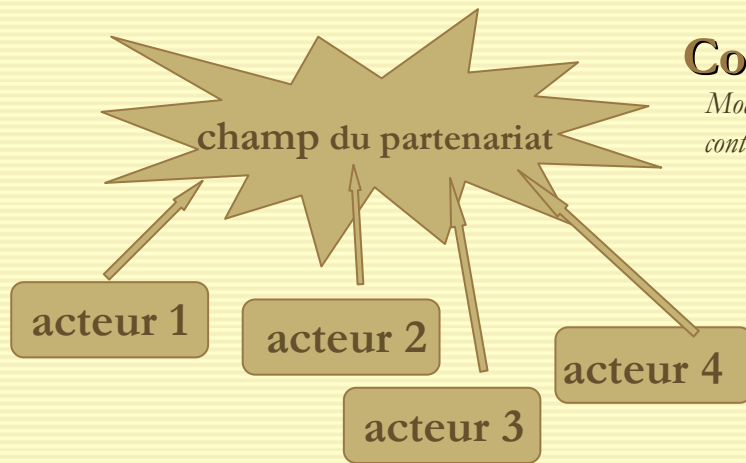 champ du partenariat
acteur 1
acteur 2
acteur 3
acteur 4